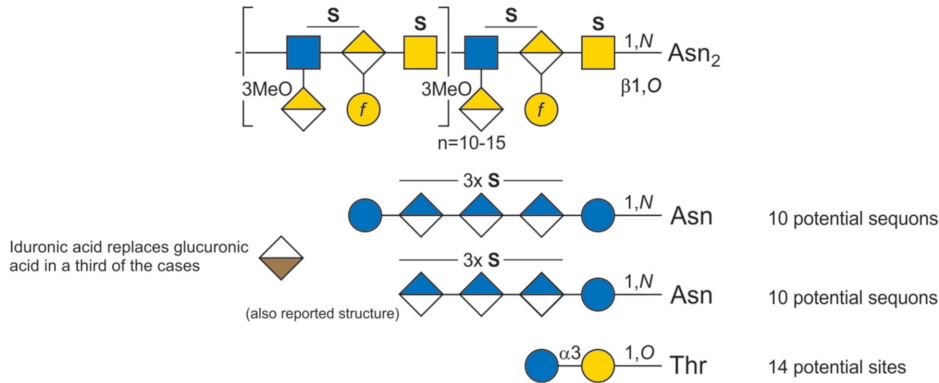 S S S S
1,N Asn₂
3MeO f 3MeO f β1,O
n=10-15
3x S
1,N Asn 10 potential sequons
Iduronic acid replaces glucuronic
acid in a third of the cases
3x S
1,N Asn 10 potential sequons
(also reported structure)
α3 1,O Thr 14 potential sites